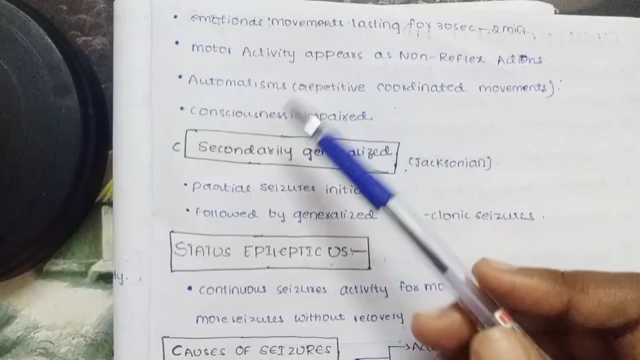 • emotional movements lasting for 30sec - 2min.
• motor Activity appears as Non-Reflex Actions
• Automatisms (repetitive coordinated movements).
• consciousness impaired.
C Secondarily generalized (Jacksonian).
• partial seizures
• Followed by generalized -clonic seizures.
STATUS EPILEPTICUS:-
• continuous seizures activity for
more seizures without recovery
CAUSES OF SEIZURES